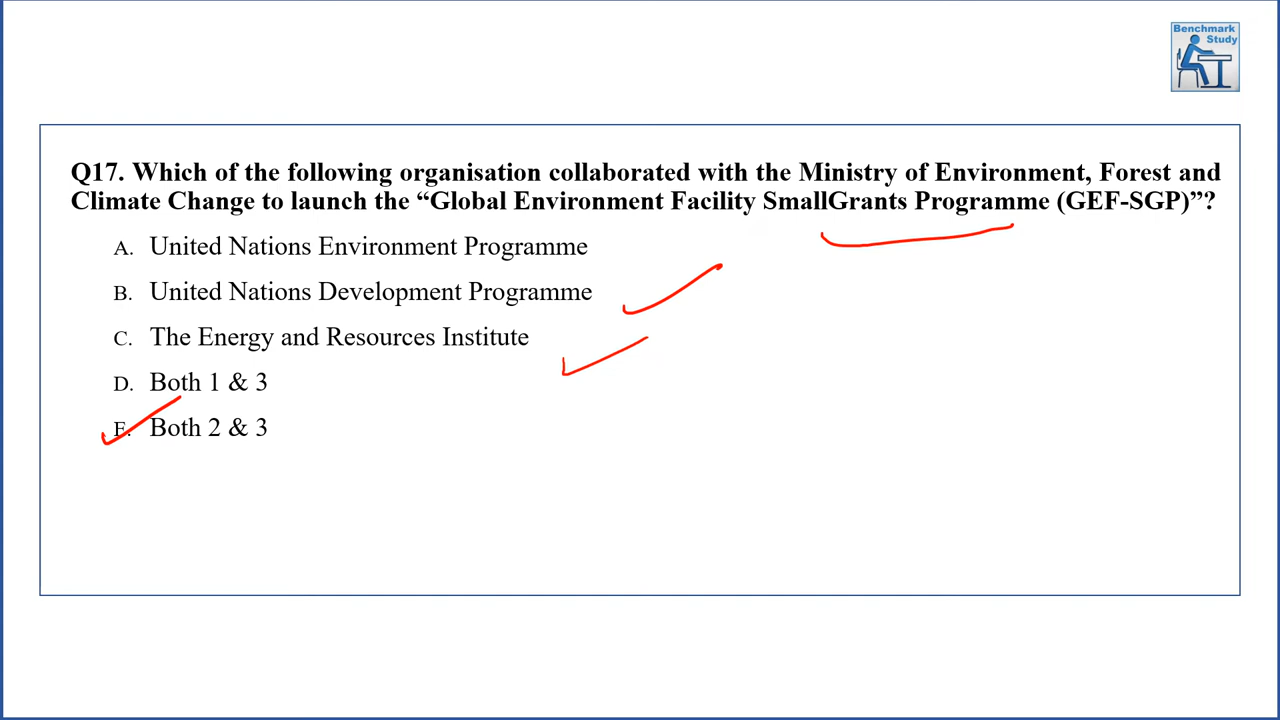 Benchmark
Study
Q17. Which of the following organisation collaborated with the Ministry of Environment, Forest and
Climate Change to launch the “Global Environment Facility SmallGrants Programme (GEF-SGP)”?
A. United Nations Environment Programme
B. United Nations Development Programme
C. The Energy and Resources Institute
D. Both 1 & 3
E. Both 2 & 3